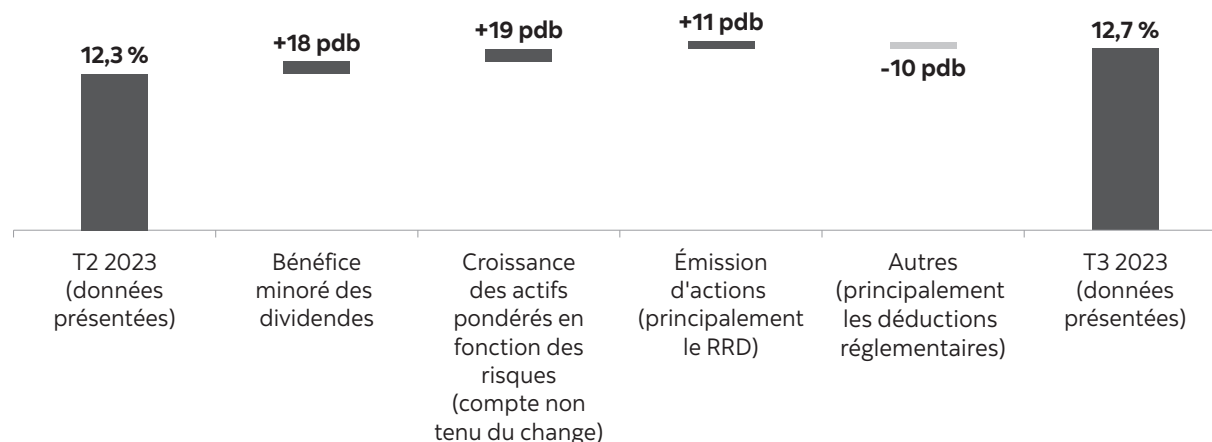 12,3 %
+18 pdb
+19 pdb
+11 pdb
-10 pdb
12,7 %
T2 2023
(données
présentées)
Bénéfice
minoré des
dividendes
Croissance
des actifs
pondérés en
fonction des
risques
(compte non
tenu du change)
Émission
d'actions
(principalement
le RRD)
Autres
(principalement
les déductions
réglementaires)
T3 2023
(données
présentées)